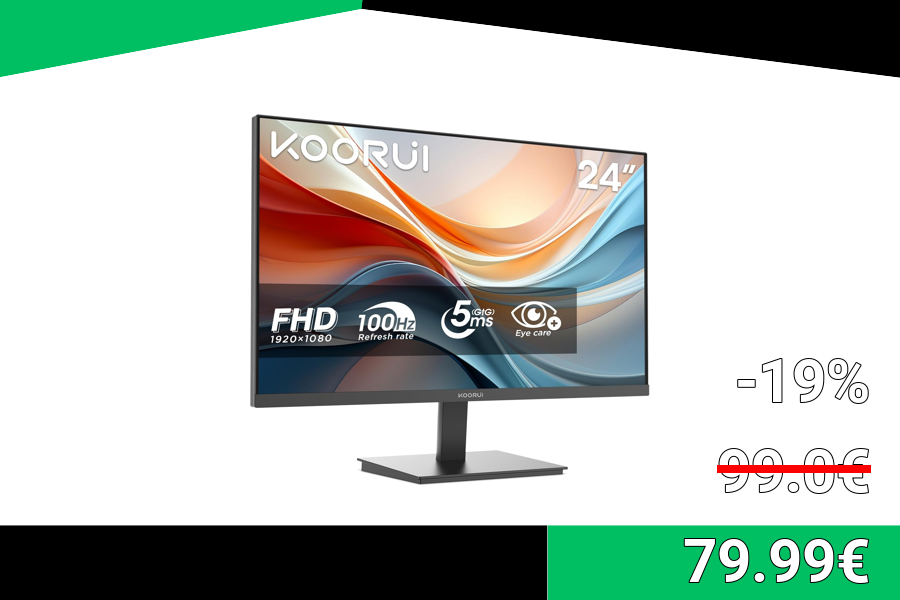 KOORUI
24"
FHD
1920×1080
100Hz
Refresh rate
5ms
(GtG)
Eye care
KOORUI
-19%
99.0€
79.99€